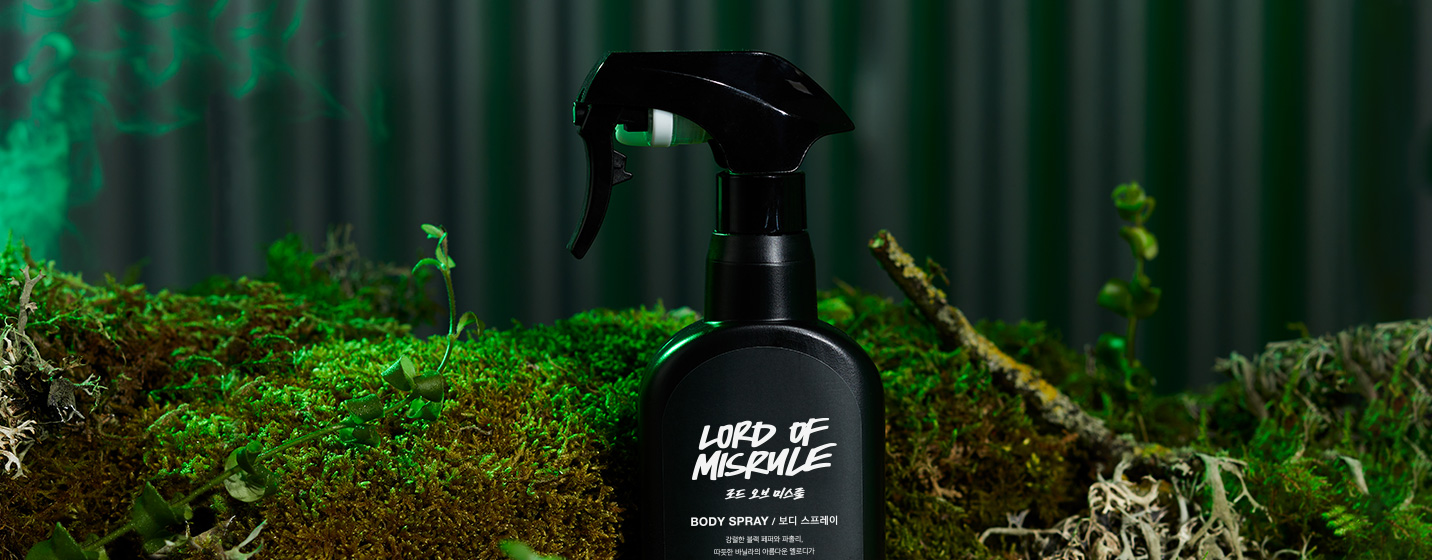 LORD OF
MISRULE
로드 오브 미스룰
BODY SPRAY / 보디 스프레이
강렬한 블랙 페퍼와 파촐리,
따뜻한 바닐라의 아름다운 멜로디가